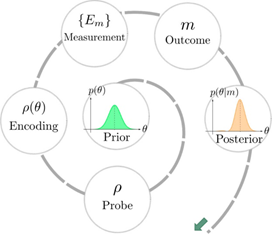 {E_m}
Measurement
m
Outcome
ρ(θ)
Encoding
p(θ)
θ
Prior
p(θ|m)
θ
Posterior
ρ
Probe